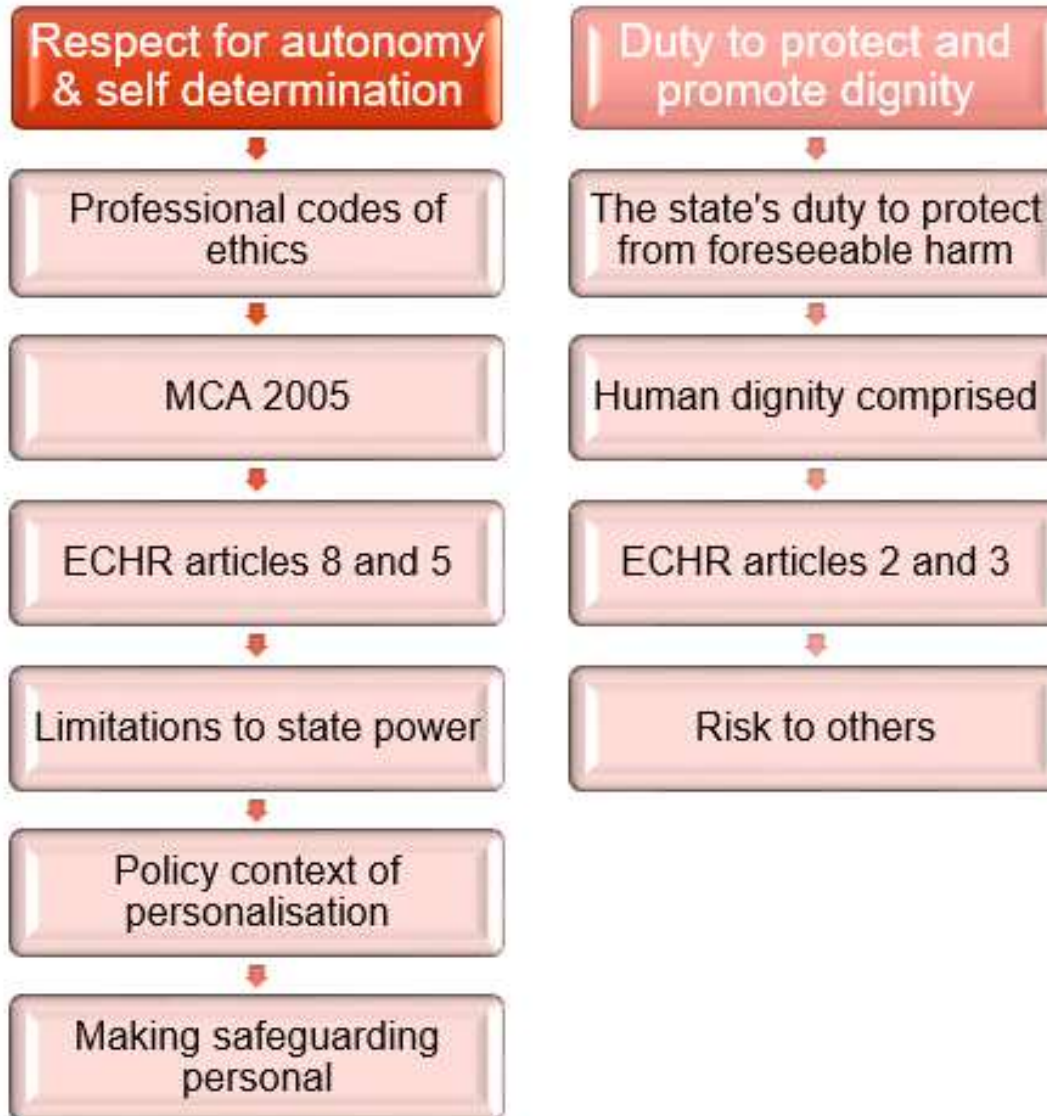 Respect for autonomy
& self determination
Professional codes of
ethics
MCA 2005
ECHR articles 8 and 5
Limitations to state power
Policy context of
personalisation
Making safeguarding
personal
Duty to protect and
promote dignity
The state's duty to protect
from foreseeable harm
Human dignity comprised
ECHR articles 2 and 3
Risk to others